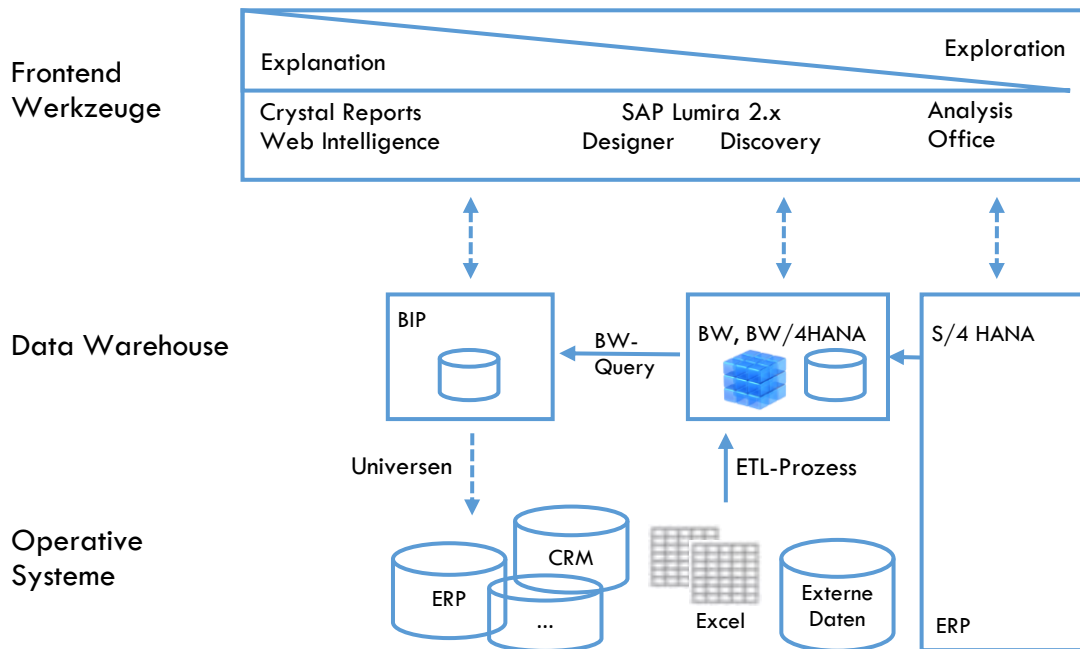 Frontend
Werkzeuge
Explanation
Exploration
Crystal Reports
Web Intelligence
SAP Lumira 2.x
Designer Discovery
Analysis
Office
Data Warehouse
BIP
BW-
Query
BW, BW/4HANA
S/4 HANA
Universen
ETL-Prozess
Operative
Systeme
ERP
CRM
...
Excel
Externe
Daten
ERP